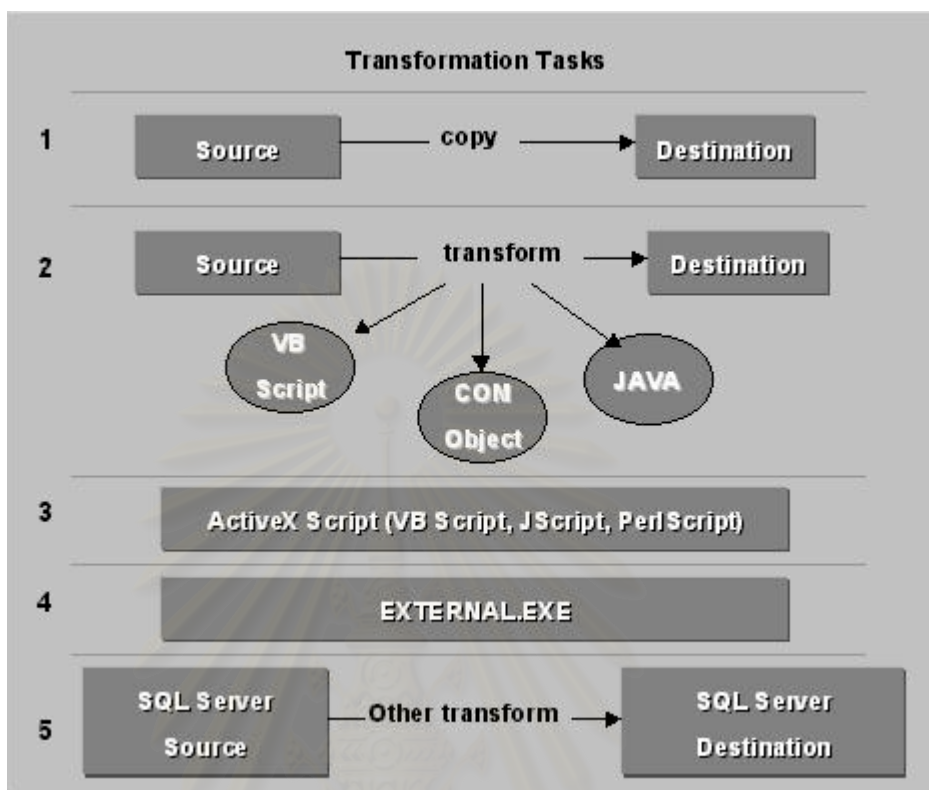 Transformation Tasks
1
Source
copy
Destination
2
Source
transform
Destination
VB
Script
CON
Object
JAVA
3
ActiveX Script (VB Script, JScript, PerlScript)
4
EXTERNAL.EXE
5
SQL Server
Source
Other transform
SQL Server
Destination